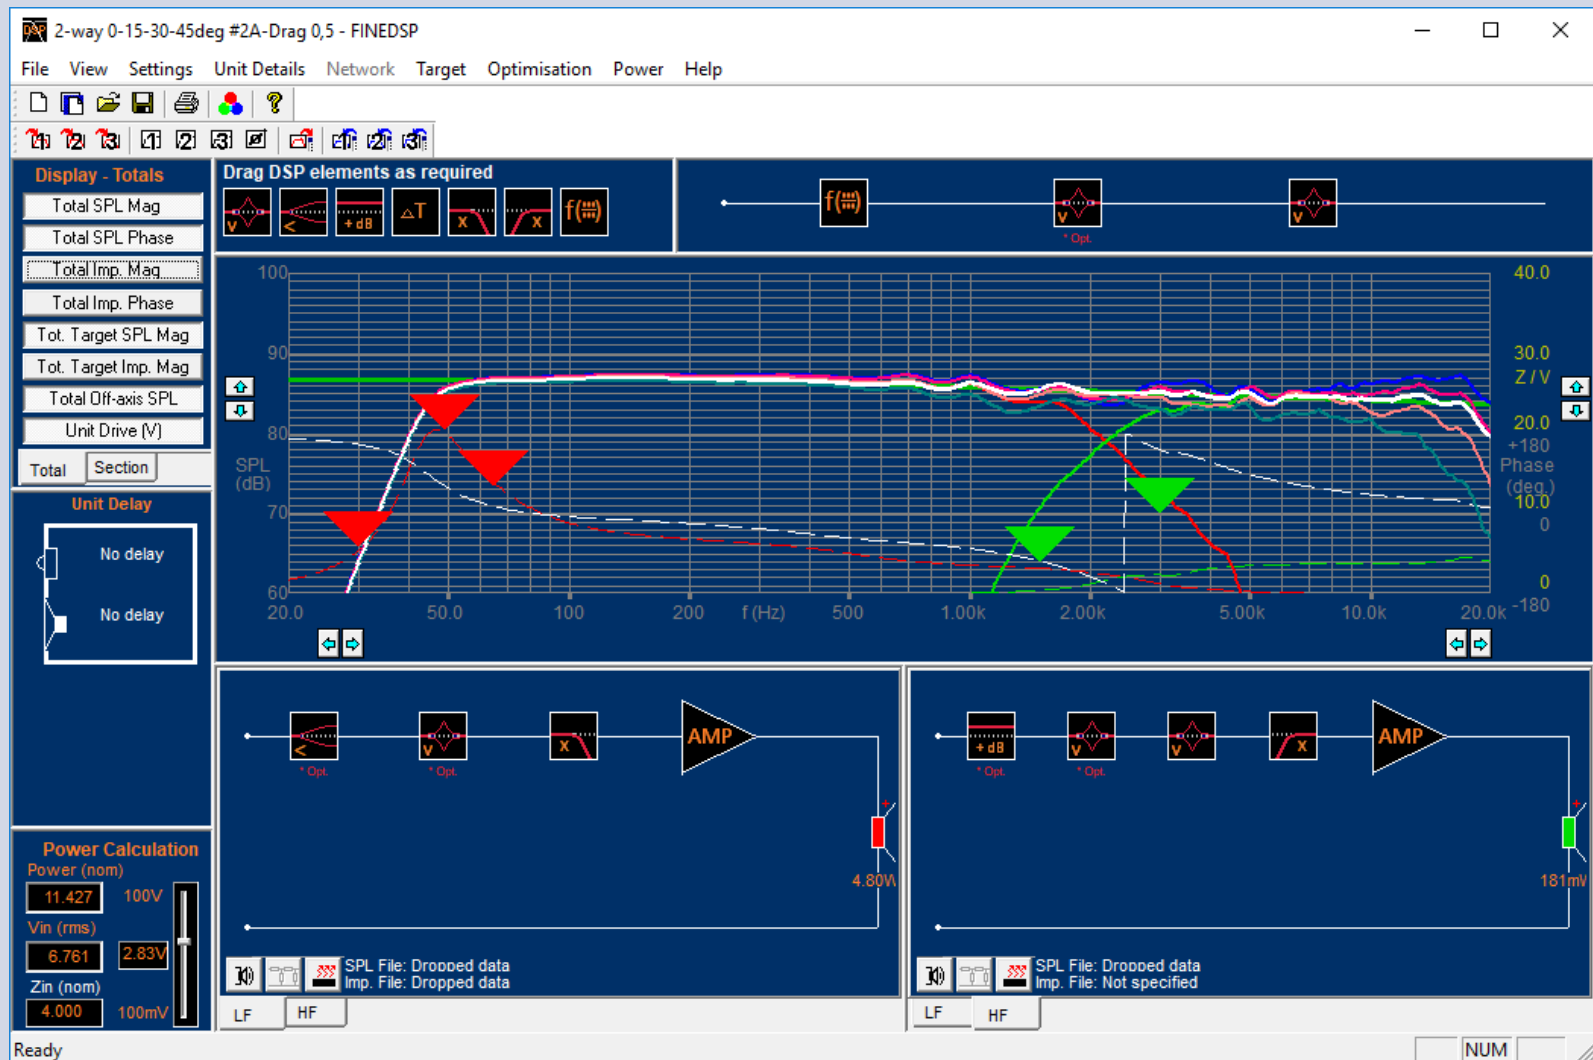 2-way 0-15-30-45deg #2A-Drag 0,5 - FINEDSP
File View Settings Unit Details Network Target Optimisation Power Help
Display - Totals
Total SPL Mag
Total SPL Phase
Total Imp. Mag
Total Imp. Phase
Tot. Target SPL Mag
Tot. Target Imp. Mag
Total Off-axis SPL
Unit Drive (V)
Total Section
Unit Delay
No delay
No delay
Power Calculation
Power (nom)
11.427 100V
Vin (rms)
6.761 2.83V
Zin (nom)
4.000 100mV
Drag DSP elements as required
V < +dB ΔT X X f(
f( V V
* Opt.
100 40.0
90 30.0
Z / V
80 20.0
+180
SPL Phase
(dB) (deg.)
70 10.0
0
60 0
-180
20.0 50.0 100 200 f (Hz) 500 1.00k 2.00k 5.00k 10.0k 20.0k
< V X AMP
* Opt. * Opt.
+
4.80W
SPL File: Dropped data
Imp. File: Dropped data
LF HF
+ dB V V X AMP
* Opt. * Opt.
+
181mW
SPL File: Dropped data
Imp. File: Not specified
LF HF
Ready NUM